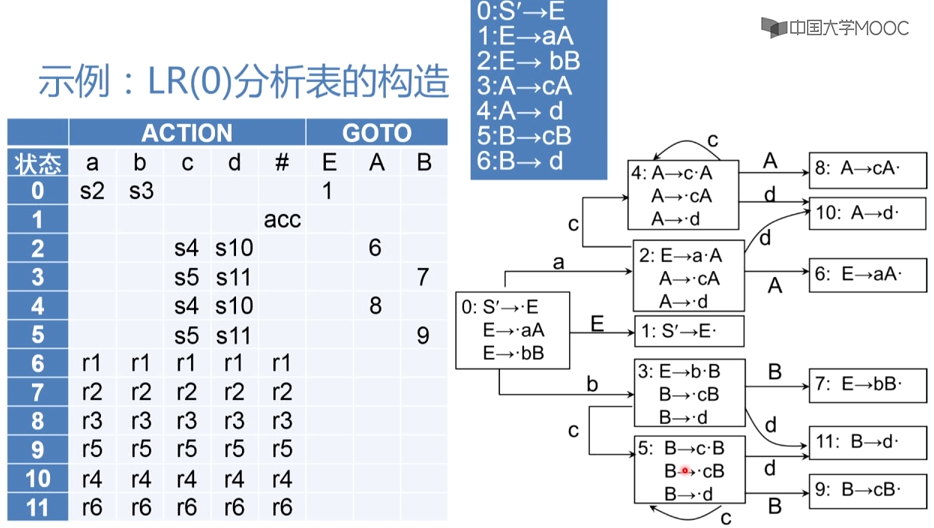 0:S′→E
1:E→aA
2:E→ bB
3:A→cA
4:A→ d
5:B→cB
6:B→ d
中国大学MOOC
示例：LR(0)分析表的构造
ACTION GOTO
状态 a b c d # E A B
0 s2 s3 1
1 acc
2 s4 s10 6
3 s5 s11 7
4 s4 s10 8
5 s5 s11 9
6 r1 r1 r1 r1 r1
7 r2 r2 r2 r2 r2
8 r3 r3 r3 r3 r3
9 r5 r5 r5 r5 r5
10 r4 r4 r4 r4 r4
11 r6 r6 r6 r6 r6
c
4: A→c·A
A→·cA
A→·d
A
8: A→cA·
d
10: A→d·
c
d
2: E→a·A
A→·cA
A→·d
a
A
6: E→aA·
0: S′→·E
E→·aA
E→·bB
E
1: S′→E·
b
3: E→b·B
B→·cB
B→·d
B
7: E→bB·
c
d
11: B→d·
5: B→c·B
B→·cB
B→·d
d
B
9: B→cB·
c